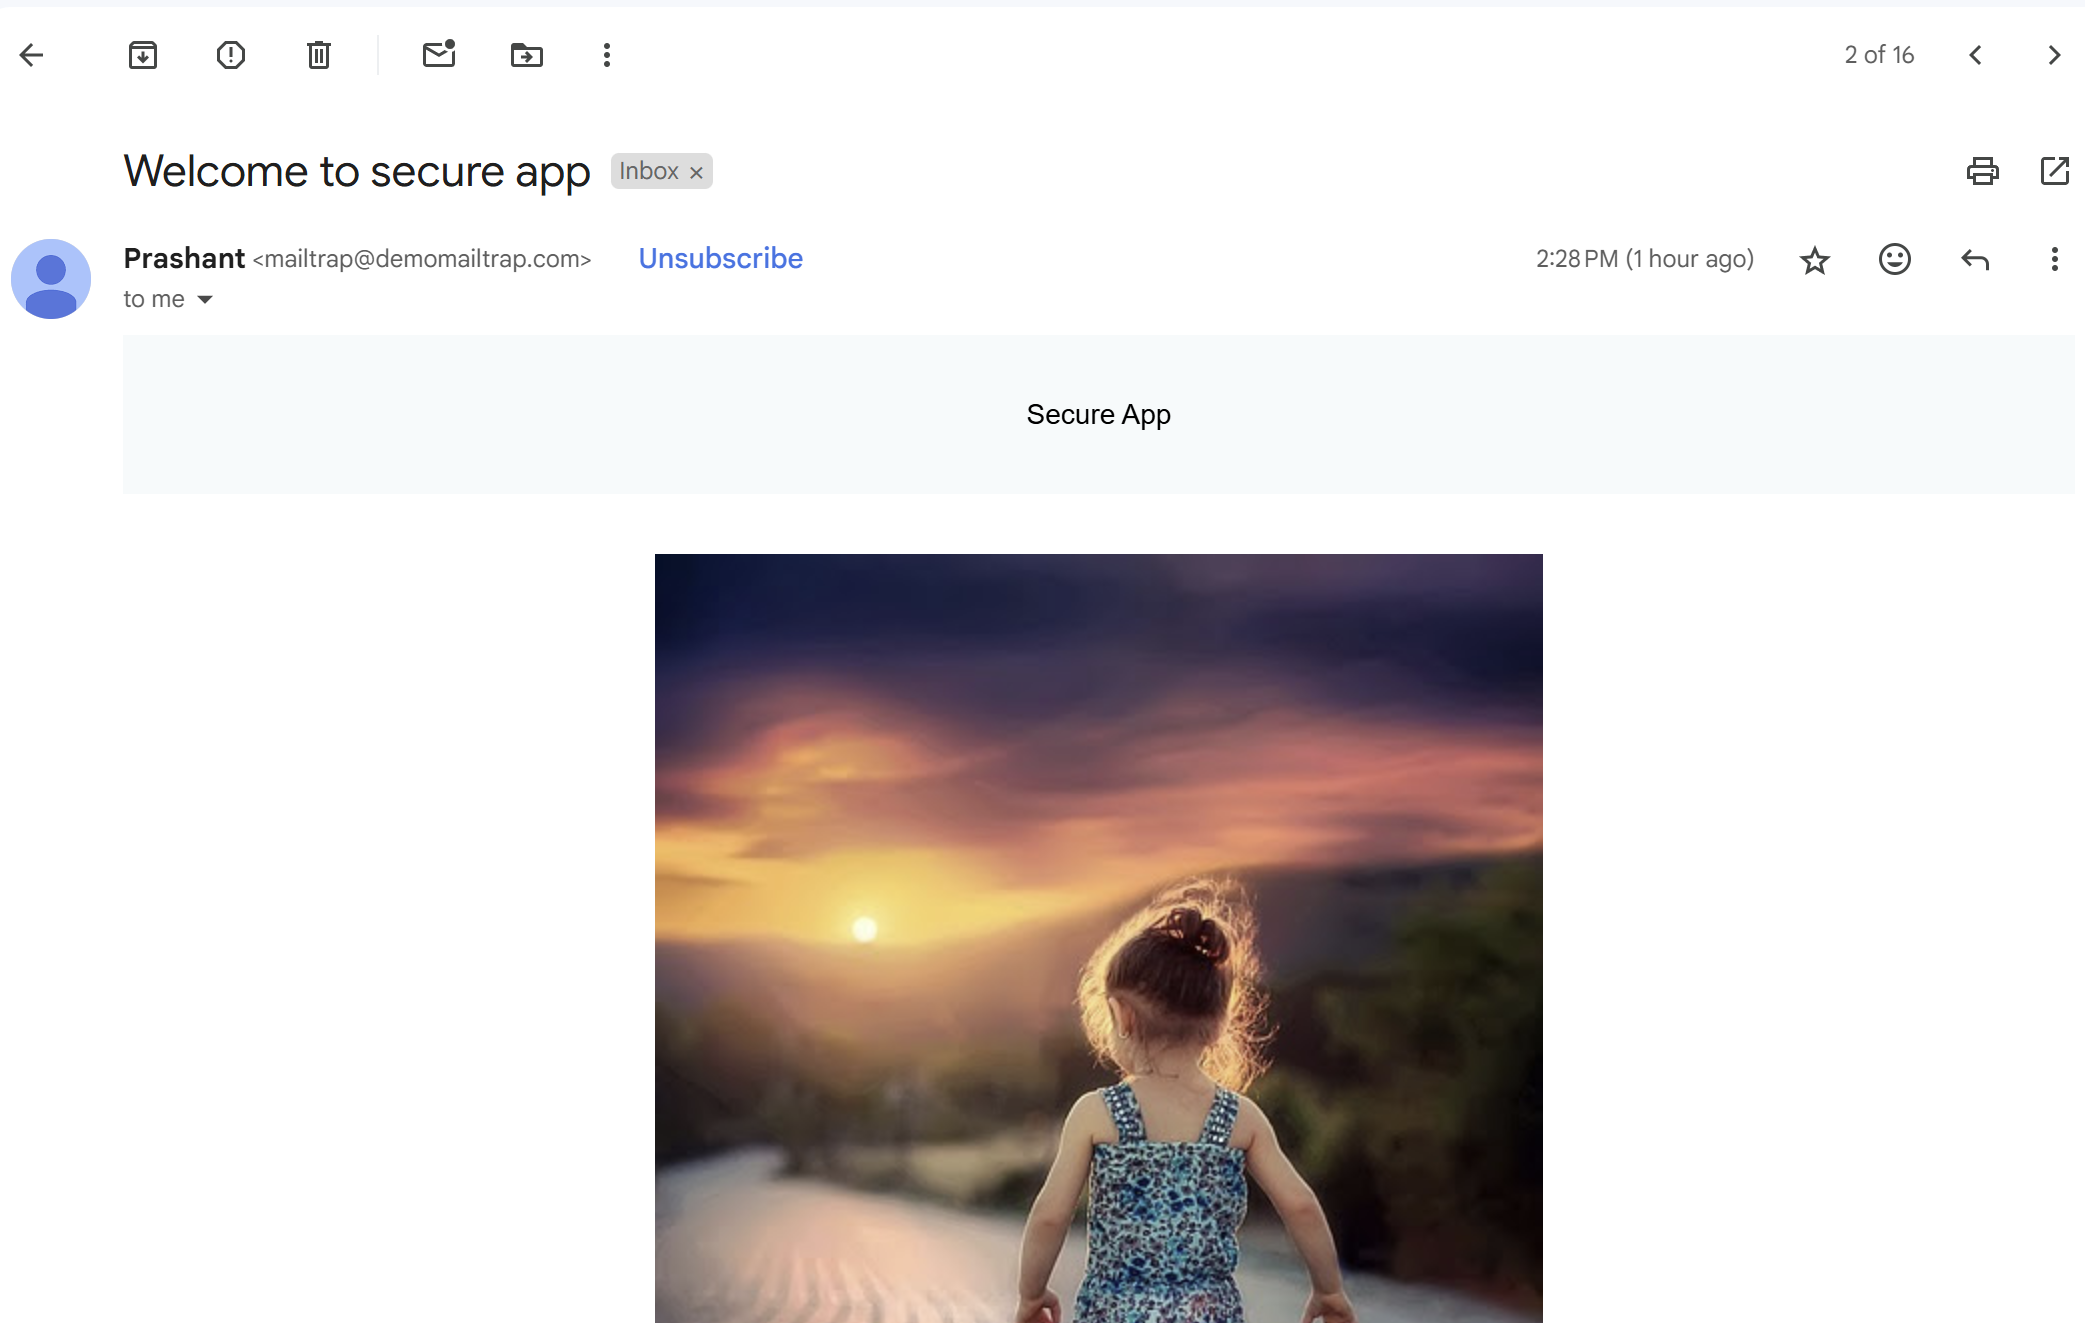 2 of 16
Welcome to secure app Inbox ×
Prashant <mailtrap@demomailtrap.com> Unsubscribe 2:28 PM (1 hour ago)
to me
Secure App